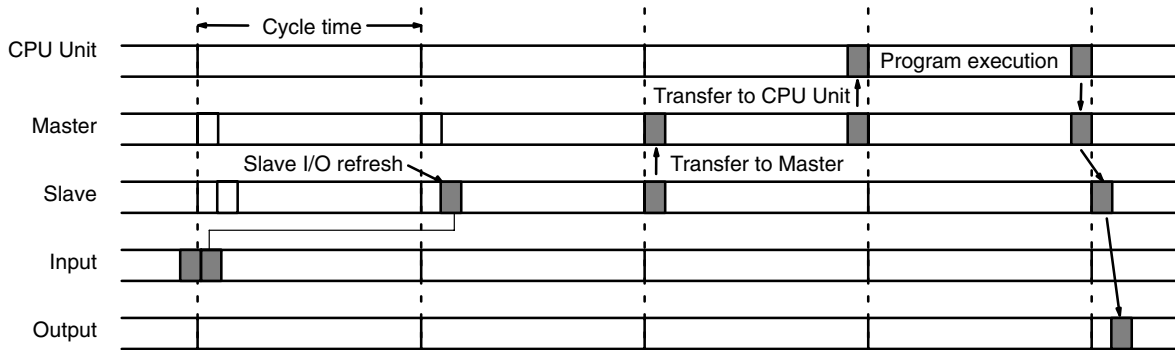 Cycle time
CPU Unit
Program execution
Transfer to CPU Unit
Master
Slave I/O refresh
Transfer to Master
Slave
Input
Output